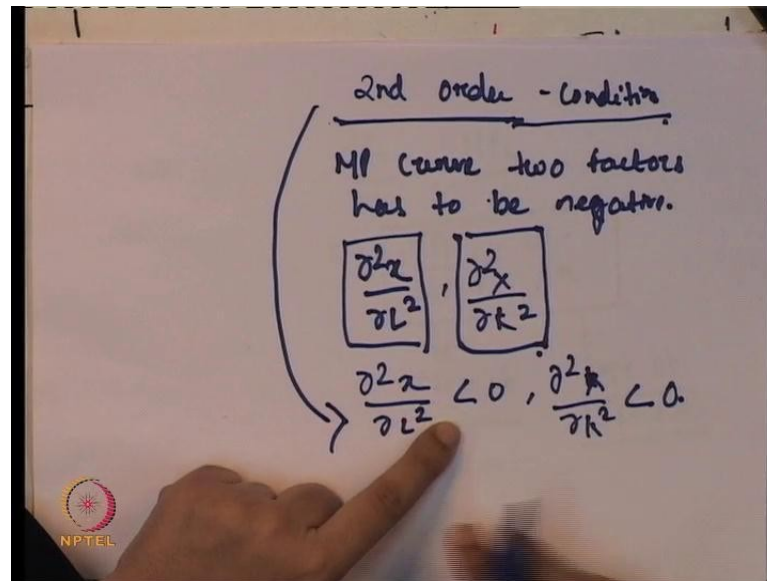 2nd order - condition
MP curve two factors
has to be negative.
∂²x/∂L² , ∂²x/∂K²
∂²x/∂L² < 0 , ∂²x/∂K² < 0.
NPTEL